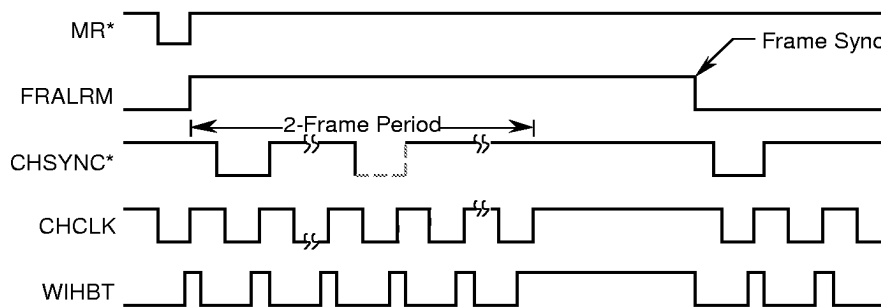 MR*
Frame Sync
FRALRM
2-Frame Period
CHSYNC*
CHCLK
WIHBT